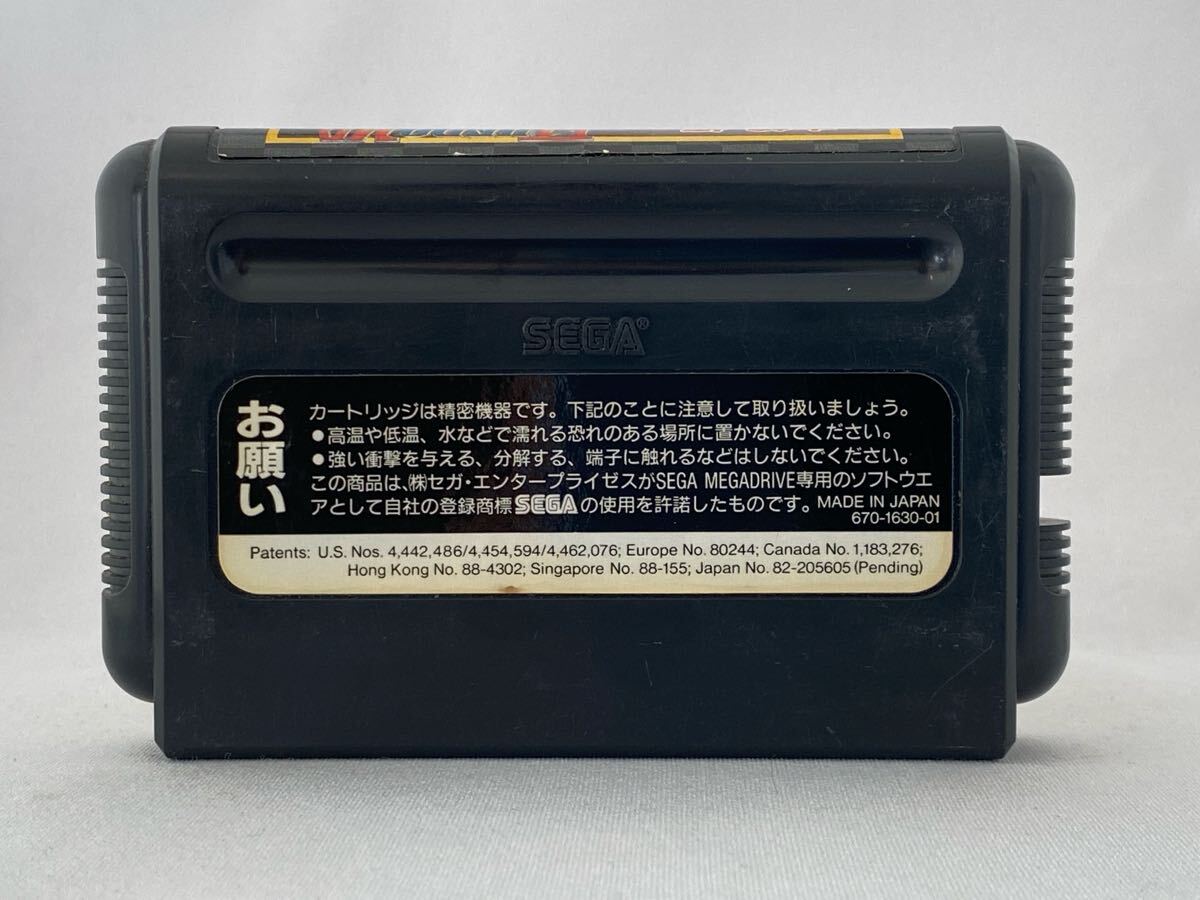 SEGA®
お願い
カートリッジは精密機器です。下記のことに注意して取り扱いましょう。
●高温や低温、水などで濡れる恐れのある場所に置かないでください。
●強い衝撃を与える、分解する、端子に触れるなどはしないでください。
この商品は、㈱セガ・エンタープライゼスがSEGA MEGADRIVE専用のソフトウエ
アとして自社の登録商標SEGAの使用を許諾したものです。MADE IN JAPAN
670-1630-01
Patents: U.S. Nos. 4,442,486/4,454,594/4,462,076; Europe No. 80244; Canada No. 1,183,276;
Hong Kong No. 88-4302; Singapore No. 88-155; Japan No. 82-205605 (Pending)